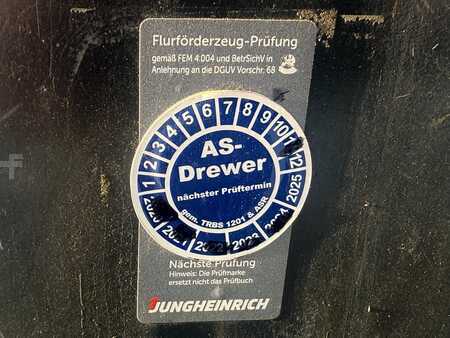 Flurförderzeug-Prüfung
gemäß FEM 4.004 und BetrSichV in
Anlehnung an die DGUV Vorschr. 68
1 2 3 4 5 6 7 8 9 10 12
AS-
Drewer
nächster Prüftermin
gem. TRBS 1201 & ASR
2020 2021 2022 2023 2024 2025
Nächste Prüfung
Hinweis: Die Prüfmarke
ersetzt nicht das Prüfbuch
JUNGHEINRICH